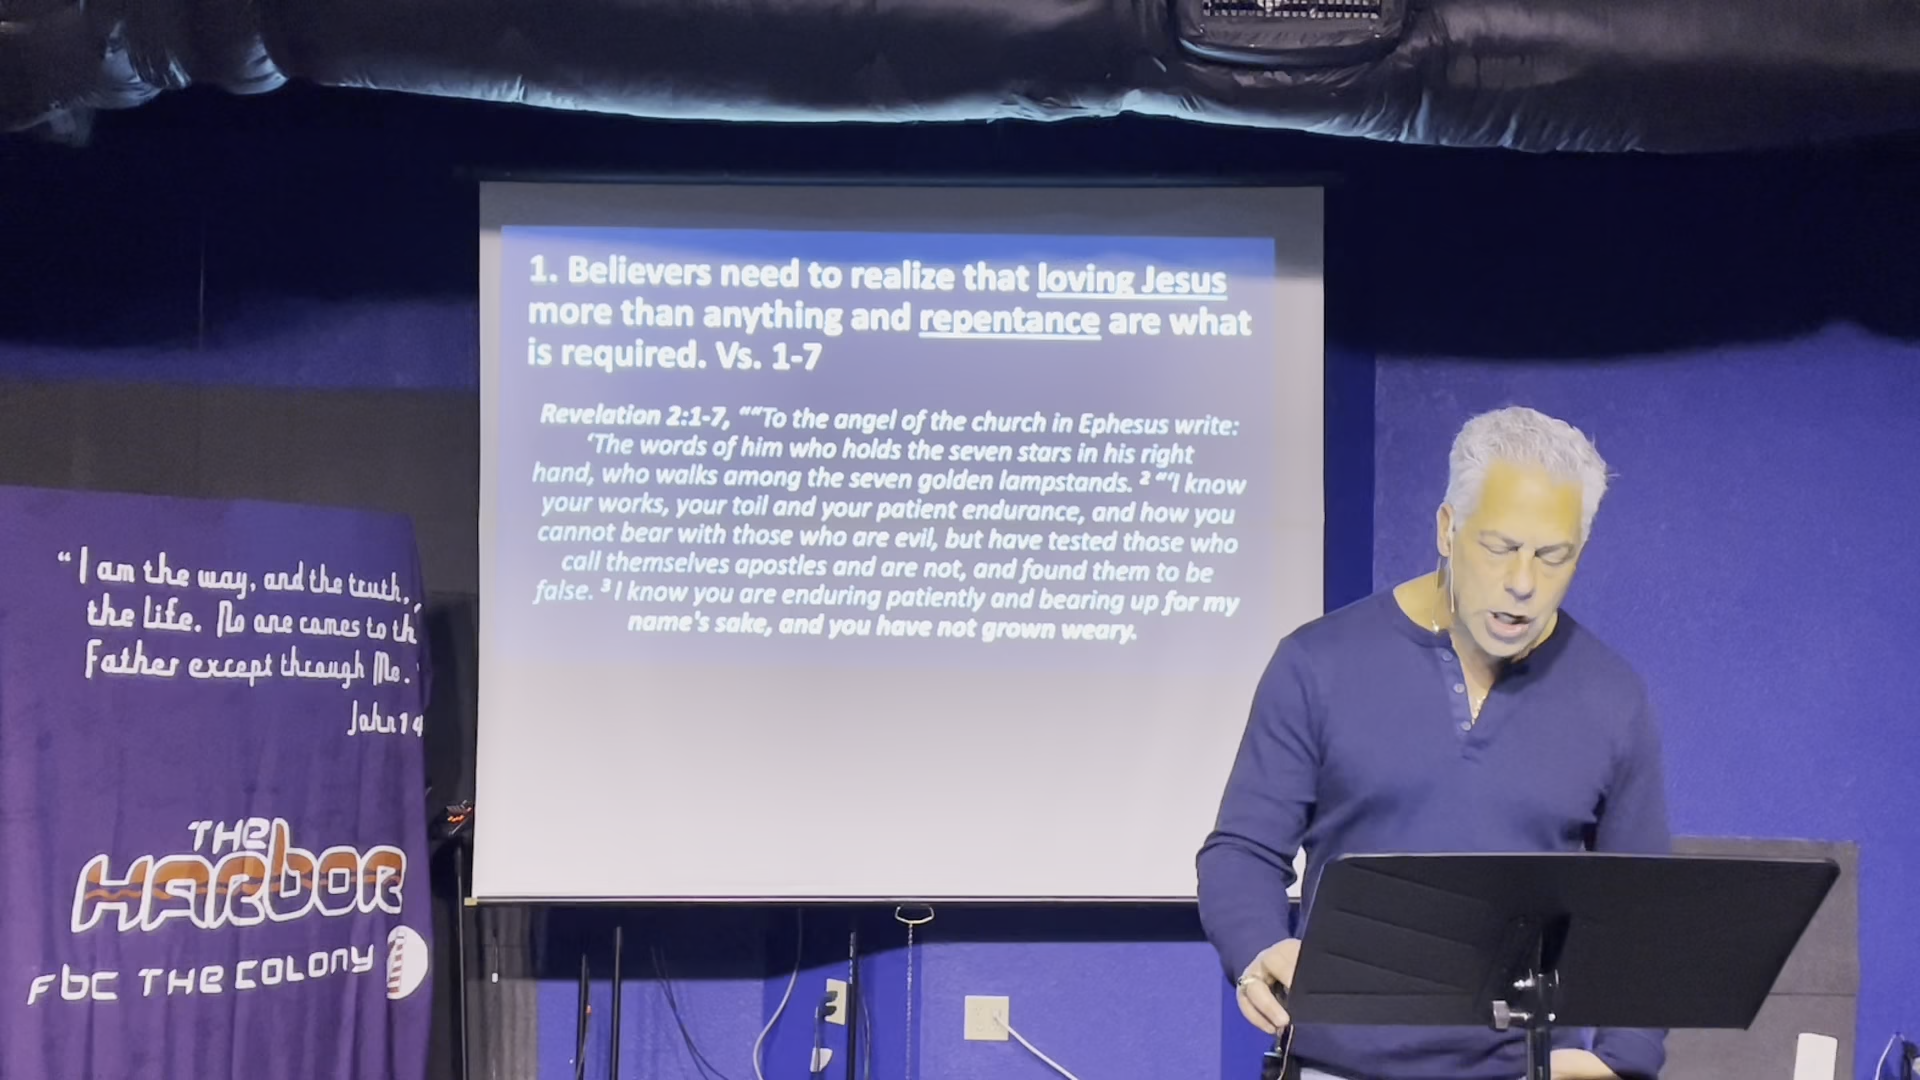 1. Believers need to realize that loving Jesus
more than anything and repentance are what
is required. Vs. 1-7
Revelation 2:1-7, ““To the angel of the church in Ephesus write:
‘The words of him who holds the seven stars in his right
hand, who walks among the seven golden lampstands. ² “‘I know
your works, your toil and your patient endurance, and how you
cannot bear with those who are evil, but have tested those who
call themselves apostles and are not, and found them to be
false. ³ I know you are enduring patiently and bearing up for my
name's sake, and you have not grown weary.
“I am the way, and the truth,
the life. No one comes to th
Father except through Me.
John 14
THE
HARBOR
FBC THE COLONY